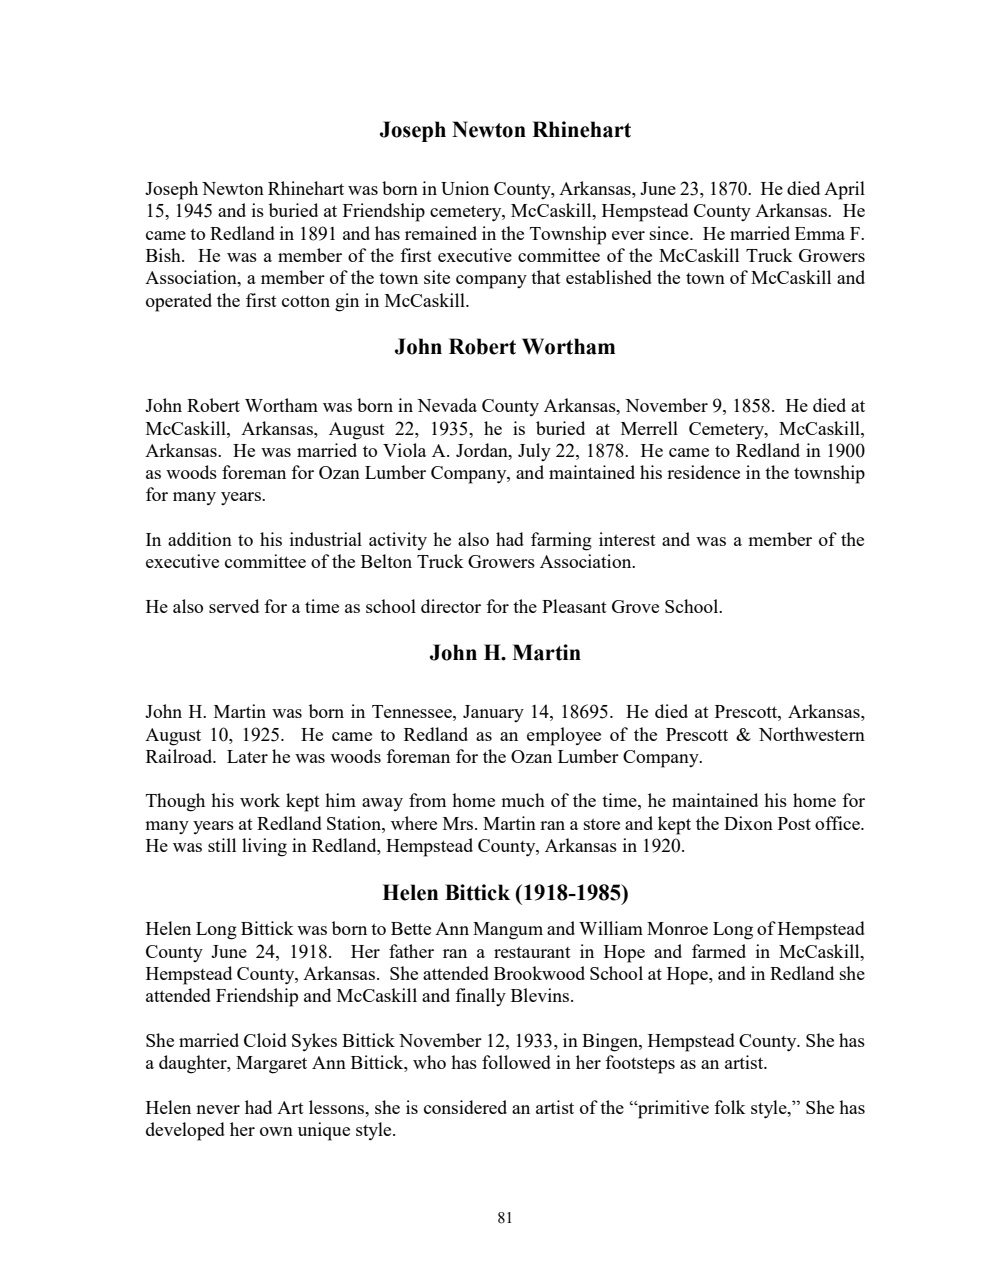 Joseph Newton Rhinehart
Joseph Newton Rhinehart was born in Union County, Arkansas, June 23, 1870.  He died April
15, 1945 and is buried at Friendship cemetery, McCaskill, Hempstead County Arkansas.  He
came to Redland in 1891 and has remained in the Township ever since.  He married Emma F.
Bish.  He was a member of the first executive committee of the McCaskill Truck Growers
Association, a member of the town site company that established the town of McCaskill and
operated the first cotton gin in McCaskill.
John Robert Wortham
John Robert Wortham was born in Nevada County Arkansas, November 9, 1858.  He died at
McCaskill, Arkansas, August 22, 1935, he is buried at Merrell Cemetery, McCaskill,
Arkansas.  He was married to Viola A. Jordan, July 22, 1878.  He came to Redland in 1900
as woods foreman for Ozan Lumber Company, and maintained his residence in the township
for many years.
In addition to his industrial activity he also had farming interest and was a member of the
executive committee of the Belton Truck Growers Association.
He also served for a time as school director for the Pleasant Grove School.
John H. Martin
John H. Martin was born in Tennessee, January 14, 18695.  He died at Prescott, Arkansas,
August 10, 1925.  He came to Redland as an employee of the Prescott & Northwestern
Railroad.  Later he was woods foreman for the Ozan Lumber Company.
Though his work kept him away from home much of the time, he maintained his home for
many years at Redland Station, where Mrs. Martin ran a store and kept the Dixon Post office.
He was still living in Redland, Hempstead County, Arkansas in 1920.
Helen Bittick (1918-1985)
Helen Long Bittick was born to Bette Ann Mangum and William Monroe Long of Hempstead
County June 24, 1918.  Her father ran a restaurant in Hope and farmed in McCaskill,
Hempstead County, Arkansas.  She attended Brookwood School at Hope, and in Redland she
attended Friendship and McCaskill and finally Blevins.
She married Cloid Sykes Bittick November 12, 1933, in Bingen, Hempstead County. She has
a daughter, Margaret Ann Bittick, who has followed in her footsteps as an artist.
Helen never had Art lessons, she is considered an artist of the “primitive folk style,” She has
developed her own unique style.
81